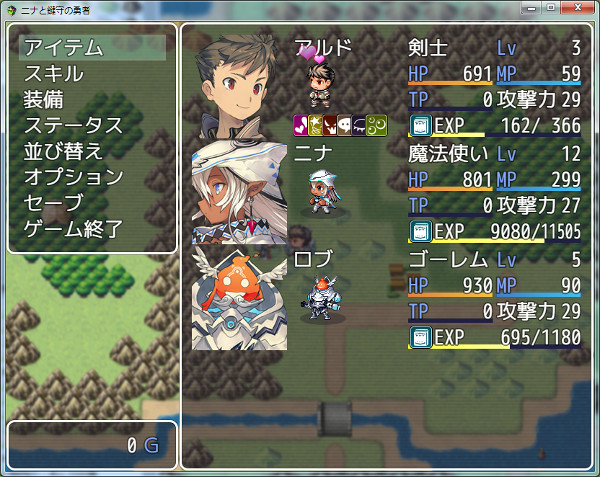 ニナと鍵守の勇者
アイテム
スキル
装備
ステータス
並び替え
オプション
セーブ
ゲーム終了
アルド 剣士 Lv 3
HP 691 MP 59
TP 0 攻撃力 29
EXP 162/ 366
ニナ 魔法使い Lv 12
HP 801 MP 299
TP 0 攻撃力 27
EXP 9080/11505
ロブ ゴーレム Lv 5
HP 930 MP 90
TP 0 攻撃力 29
EXP 695/1180
0 G